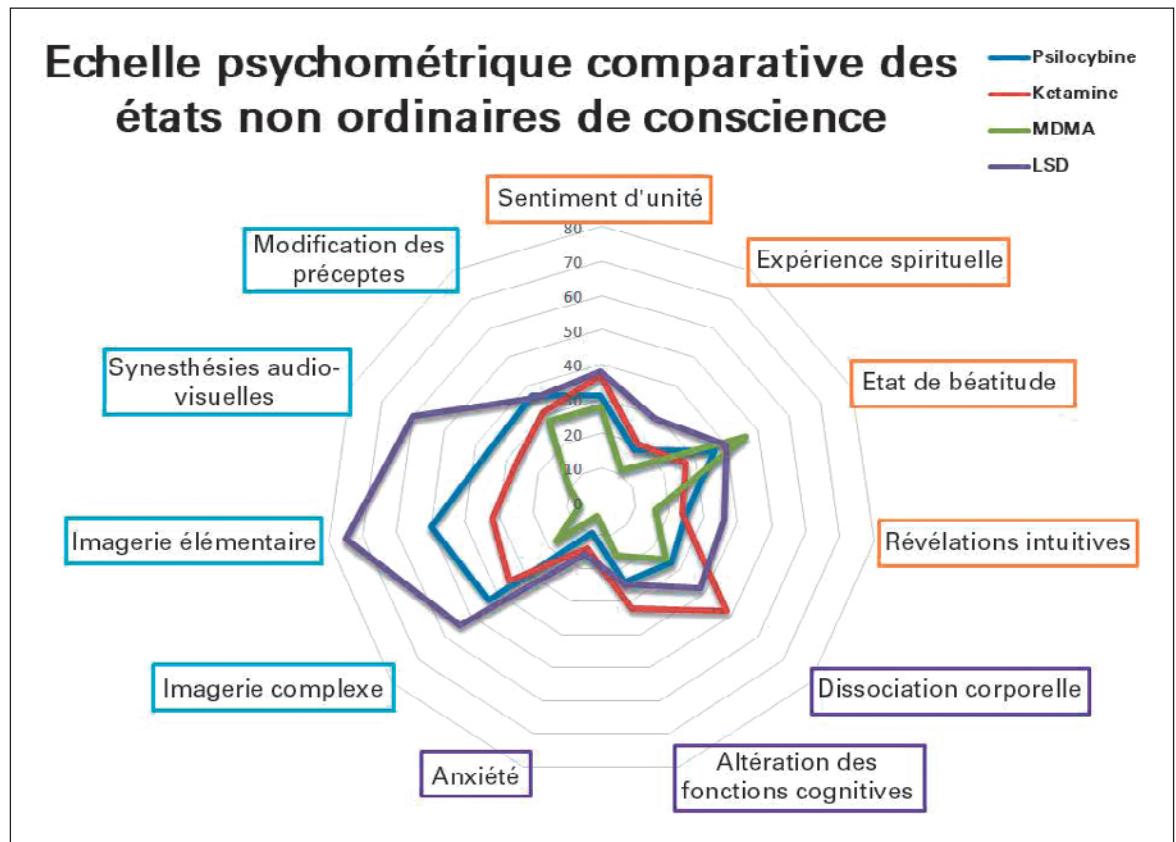 Echelle psychométrique comparative des
états non ordinaires de conscience
Psilocybine
Ketamine
MDMA
LSD
Sentiment d'unité
Expérience spirituelle
Etat de béatitude
Révélations intuitives
Dissociation corporelle
Altération des
fonctions cognitives
Anxiété
Imagerie complexe
Imagerie élémentaire
Synesthésies audio-
visuelles
Modification des
préceptes
80
70
60
50
40
30
20
10
0